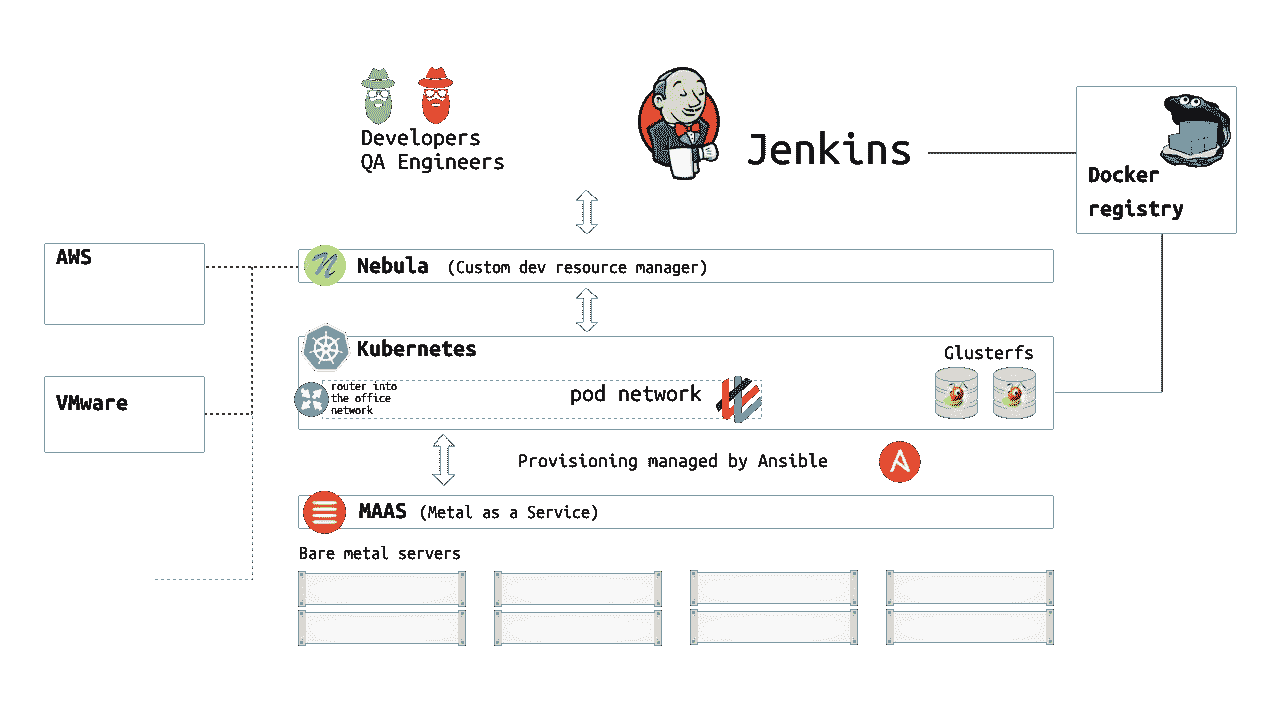 Developers
QA Engineers
Jenkins
Docker
registry
AWS
Nebula (Custom dev resource manager)
Kubernetes
Glusterfs
router into
the office
network
pod network
VMware
Provisioning managed by Ansible
MAAS (Metal as a Service)
Bare metal servers